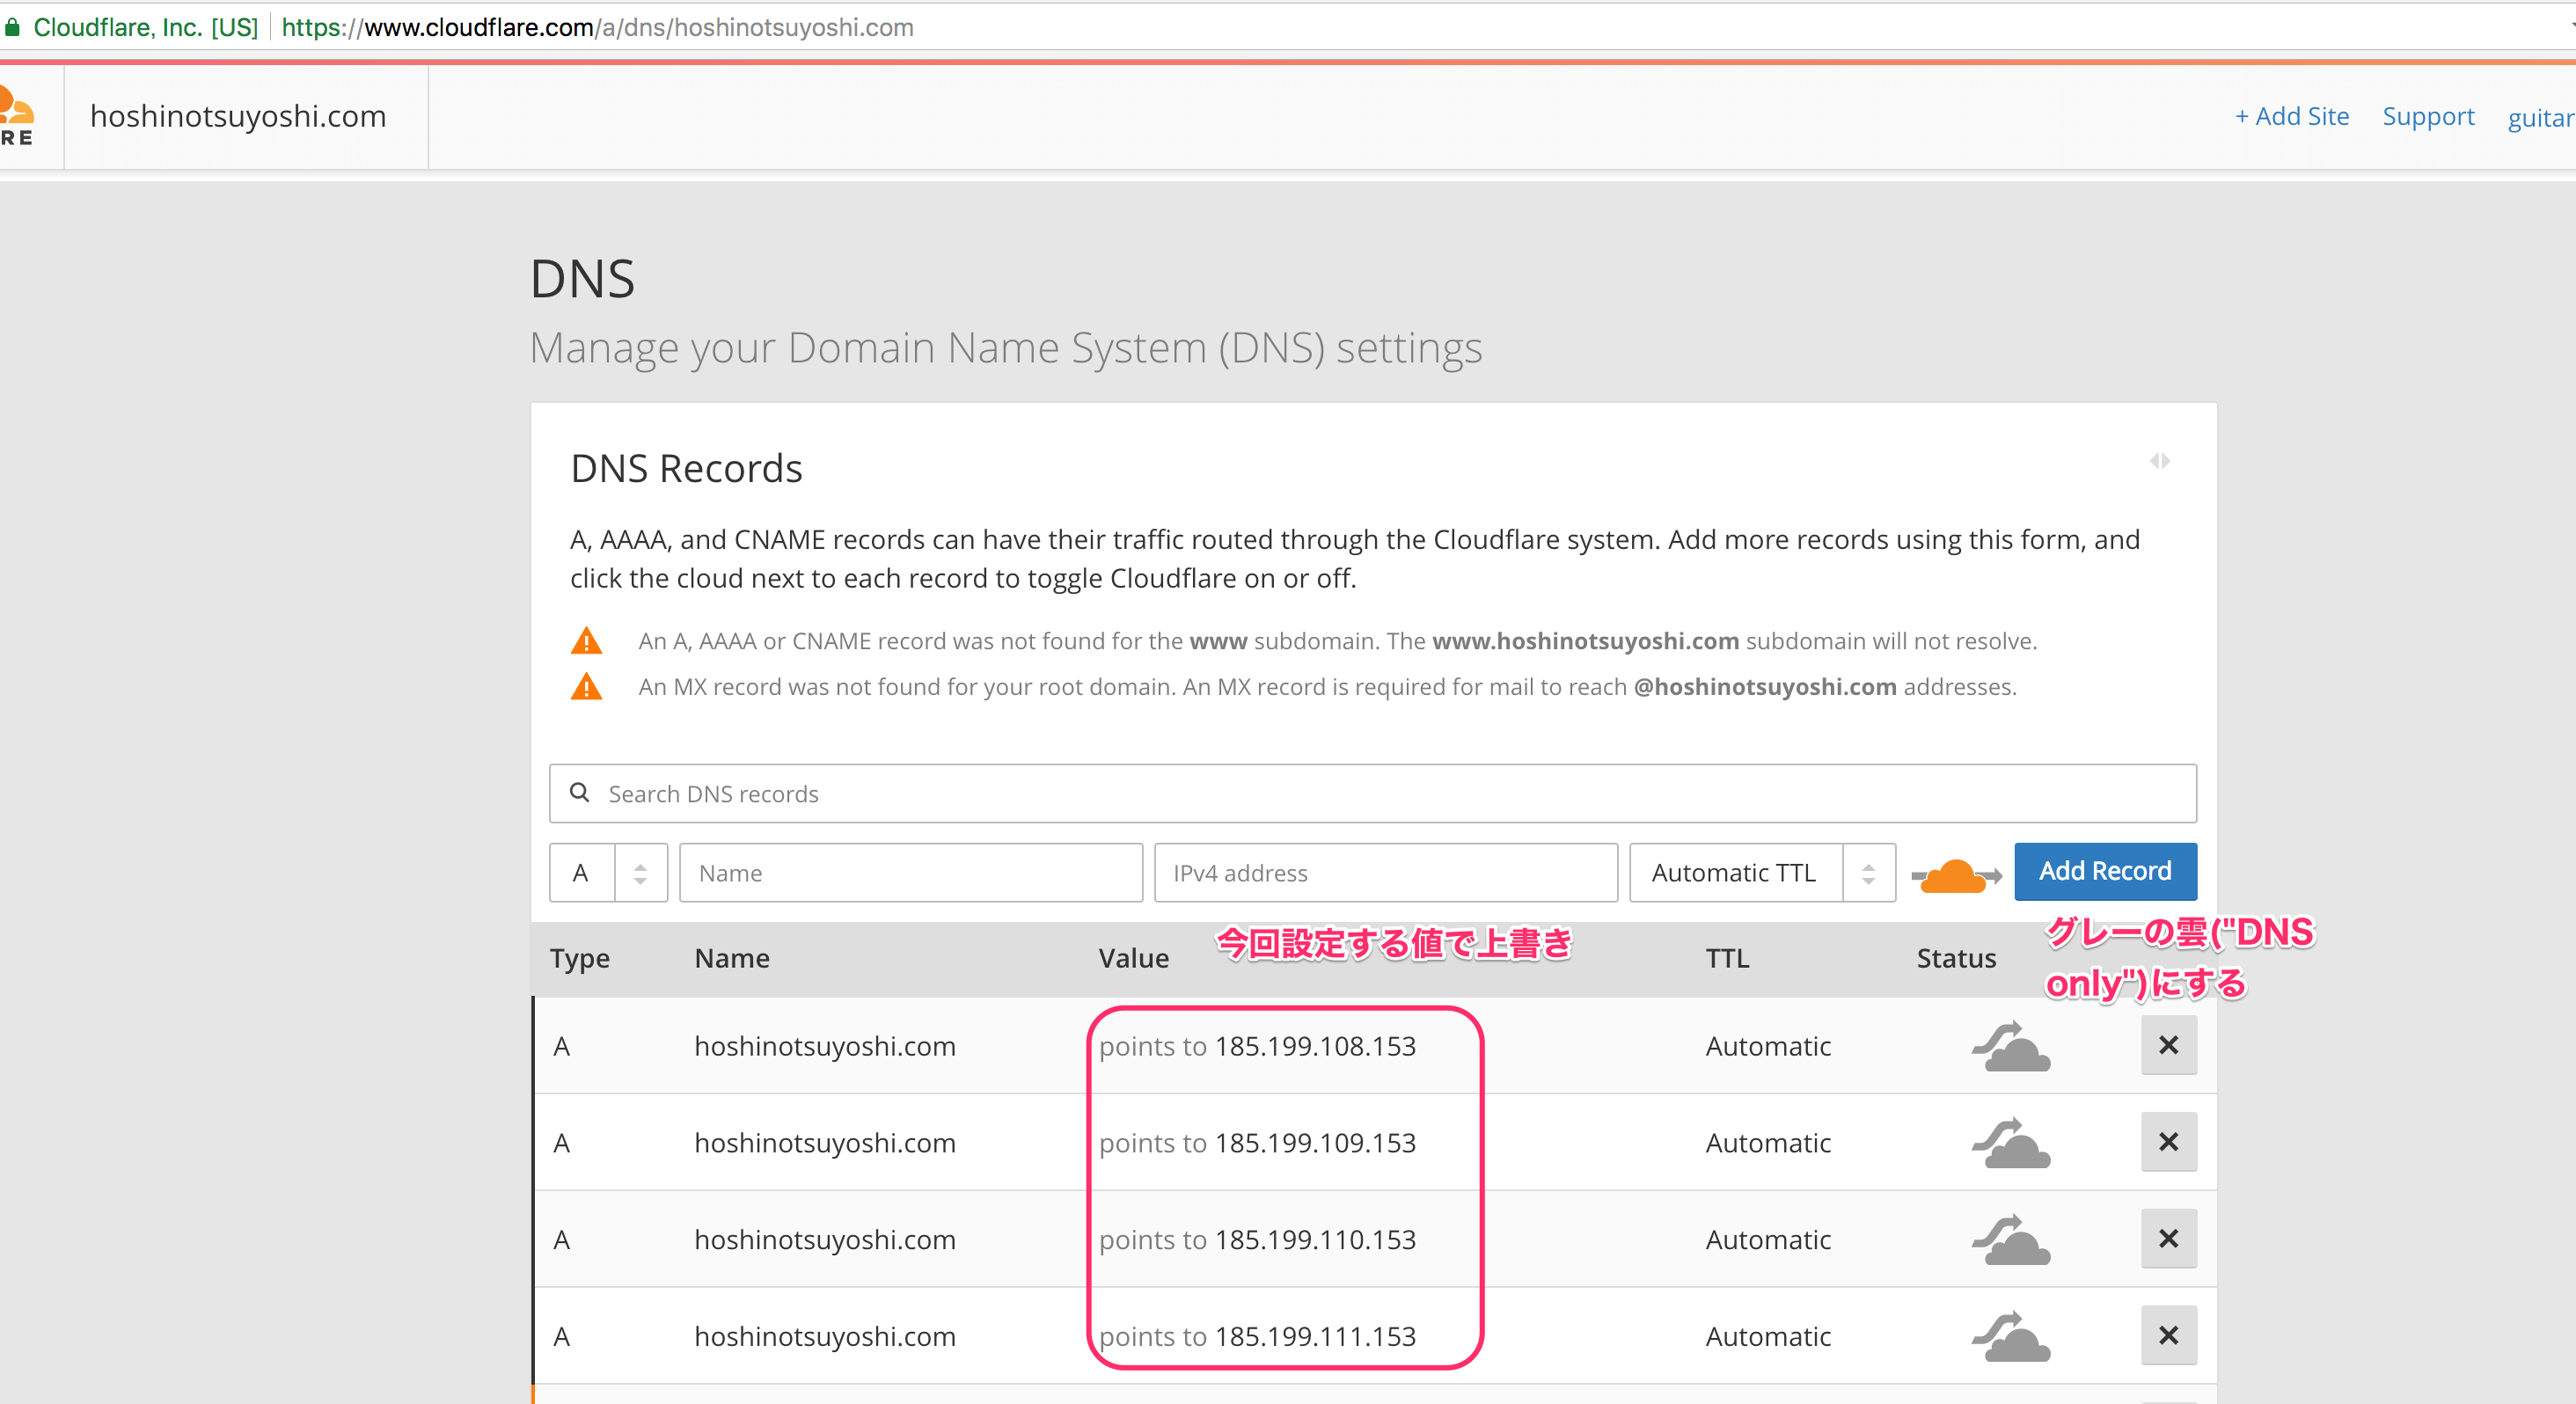 Cloudflare, Inc. [US] https://www.cloudflare.com/a/dns/hoshinotsuyoshi.com
RE
hoshinotsuyoshi.com
+ Add Site Support guitar
DNS
Manage your Domain Name System (DNS) settings
DNS Records
A, AAAA, and CNAME records can have their traffic routed through the Cloudflare system. Add more records using this form, and
click the cloud next to each record to toggle Cloudflare on or off.
An A, AAAA or CNAME record was not found for the www subdomain. The www.hoshinotsuyoshi.com subdomain will not resolve.
An MX record was not found for your root domain. An MX record is required for mail to reach @hoshinotsuyoshi.com addresses.
Search DNS records
A Name IPv4 address Automatic TTL Add Record
今回設定する値で上書き
グレーの雲("DNS
only")にする
Type Name Value TTL Status
A hoshinotsuyoshi.com points to 185.199.108.153 Automatic
A hoshinotsuyoshi.com points to 185.199.109.153 Automatic
A hoshinotsuyoshi.com points to 185.199.110.153 Automatic
A hoshinotsuyoshi.com points to 185.199.111.153 Automatic